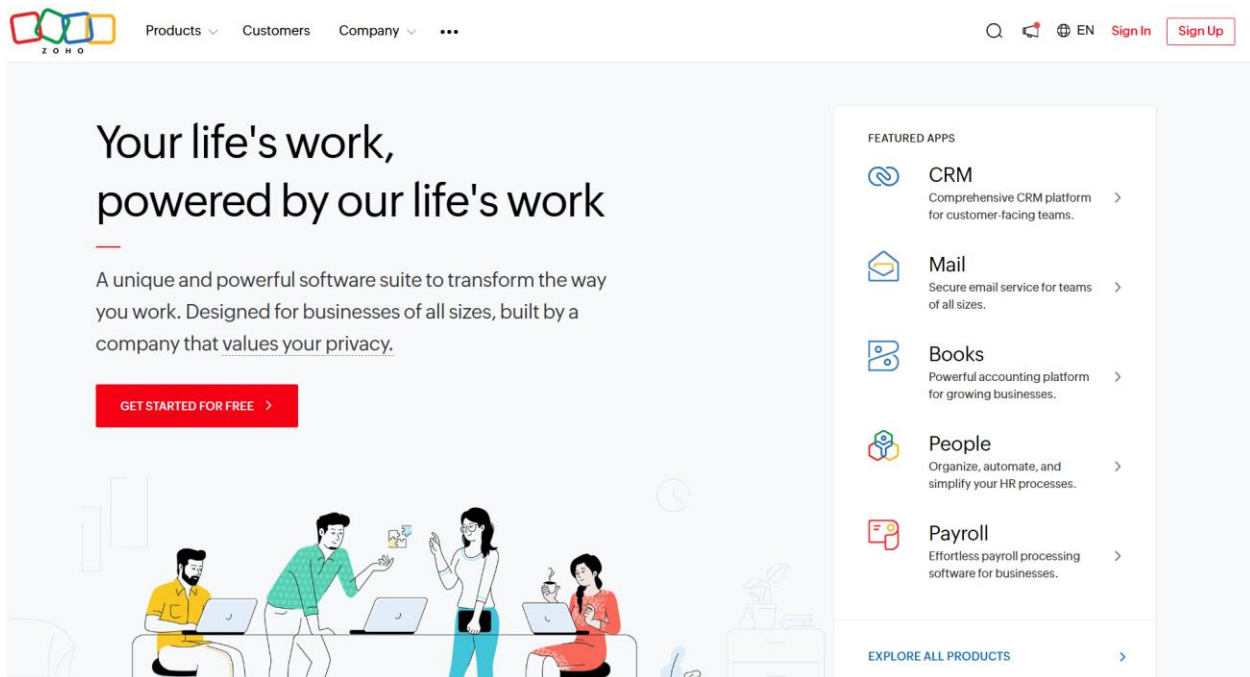 ZOHO
Products
Customers
Company
•••
EN
Sign In
Sign Up
Your life's work,
powered by our life's work
A unique and powerful software suite to transform the way
you work. Designed for businesses of all sizes, built by a
company that values your privacy.
GET STARTED FOR FREE
FEATURED APPS
CRM
Comprehensive CRM platform
for customer-facing teams.
Mail
Secure email service for teams
of all sizes.
Books
Powerful accounting platform
for growing businesses.
People
Organize, automate, and
simplify your HR processes.
Payroll
Effortless payroll processing
software for businesses.
EXPLORE ALL PRODUCTS